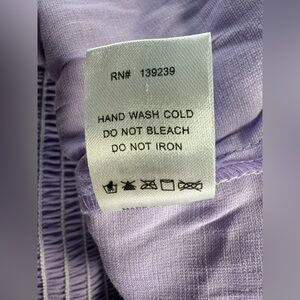 RN# 139239
HAND WASH COLD
DO NOT BLEACH
DO NOT IRON